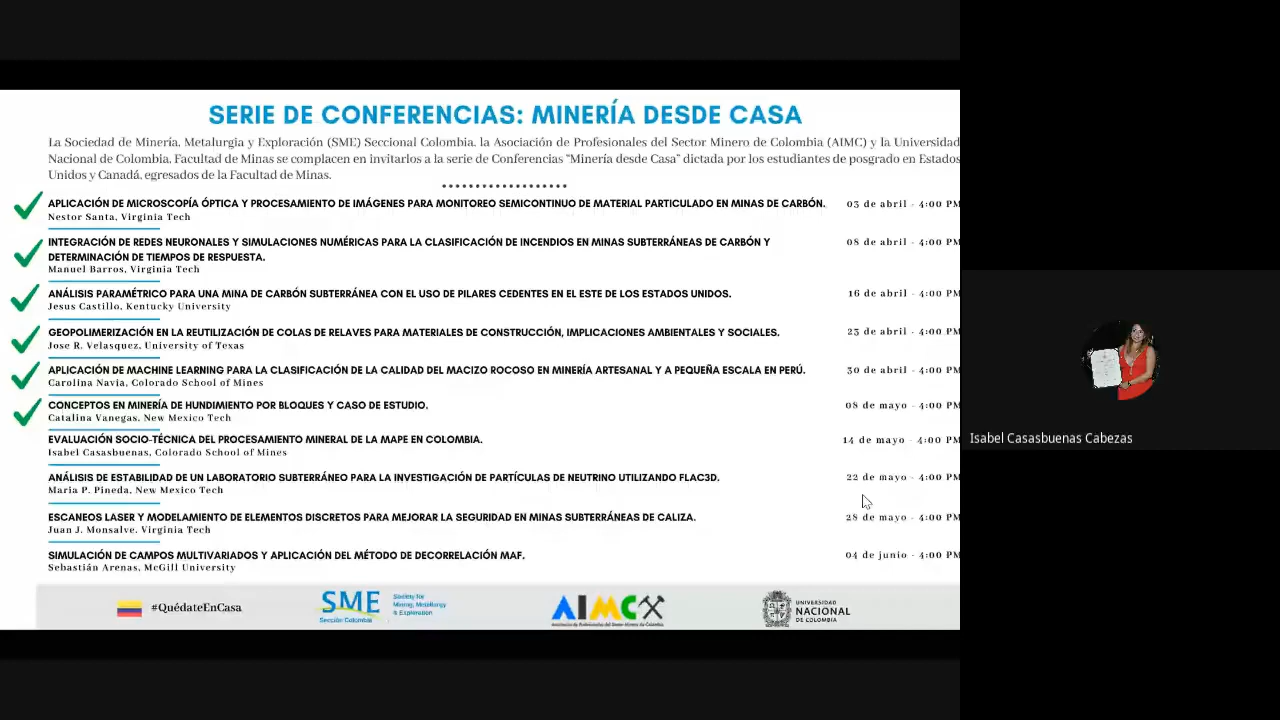 SERIE DE CONFERENCIAS: MINERÍA DESDE CASA
La Sociedad de Minería, Metalurgia y Exploración (SME) Seccional Colombia, la Asociación de Profesionales del Sector Minero de Colombia (AIMC) y la Universidad
Nacional de Colombia, Facultad de Minas se complacen en invitarlos a la serie de Conferencias "Minería desde Casa" dictada por los estudiantes de posgrado en Estados
Unidos y Canadá, egresados de la Facultad de Minas.
APLICACIÓN DE MICROSCOPÍA ÓPTICA Y PROCESAMIENTO DE IMÁGENES PARA MONITOREO SEMICONTINUO DE MATERIAL PARTICULADO EN MINAS DE CARBÓN. 03 de abril - 4:00 PM
Nestor Santa, Virginia Tech
INTEGRACIÓN DE REDES NEURONALES Y SIMULACIONES NUMÉRICAS PARA LA CLASIFICACIÓN DE INCENDIOS EN MINAS SUBTERRÁNEAS DE CARBÓN Y 08 de abril - 4:00 PM
DETERMINACIÓN DE TIEMPOS DE RESPUESTA.
Manuel Barros, Virginia Tech
ANÁLISIS PARAMÉTRICO PARA UNA MINA DE CARBÓN SUBTERRÁNEA CON EL USO DE PILARES CEDENTES EN EL ESTE DE LOS ESTADOS UNIDOS. 16 de abril - 4:00 PM
Jesus Castillo, Kentucky University
GEOPOLIMERIZACIÓN EN LA REUTILIZACIÓN DE COLAS DE RELAVES PARA MATERIALES DE CONSTRUCCIÓN, IMPLICACIONES AMBIENTALES Y SOCIALES. 23 de abril - 4:00 PM
Jose R. Velasquez, University of Texas
APLICACIÓN DE MACHINE LEARNING PARA LA CLASIFICACIÓN DE LA CALIDAD DEL MACIZO ROCOSO EN MINERÍA ARTESANAL Y A PEQUEÑA ESCALA EN PERÚ. 30 de abril - 4:00 PM
Carolina Navia, Colorado School of Mines
CONCEPTOS EN MINERÍA DE HUNDIMIENTO POR BLOQUES Y CASO DE ESTUDIO. 08 de mayo - 4:00 PM
Catalina Vanegas, New Mexico Tech
EVALUACIÓN SOCIO-TÉCNICA DEL PROCESAMIENTO MINERAL DE LA MAPE EN COLOMBIA. 14 de mayo - 4:00 PM
Isabel Casasbuenas, Colorado School of Mines
ANÁLISIS DE ESTABILIDAD DE UN LABORATORIO SUBTERRÁNEO PARA LA INVESTIGACIÓN DE PARTÍCULAS DE NEUTRINO UTILIZANDO FLAC3D. 22 de mayo - 4:00 PM
Maria P. Pineda, New Mexico Tech
ESCANEOS LASER Y MODELAMIENTO DE ELEMENTOS DISCRETOS PARA MEJORAR LA SEGURIDAD EN MINAS SUBTERRÁNEAS DE CALIZA. 28 de mayo - 4:00 PM
Juan J. Monsalve, Virginia Tech
SIMULACIÓN DE CAMPOS MULTIVARIADOS Y APLICACIÓN DEL MÉTODO DE DECORRELACIÓN MAF. 04 de junio - 4:00 PM
Sebastián Arenas, McGill University
#QuédateEnCasa
SME
Sección Colombia
Society for
Mining, Metallurgy
& Exploration
AIMC
Asociación de Profesionales del Sector Minero de Colombia
UNIVERSIDAD
NACIONAL
DE COLOMBIA
Isabel Casasbuenas Cabezas